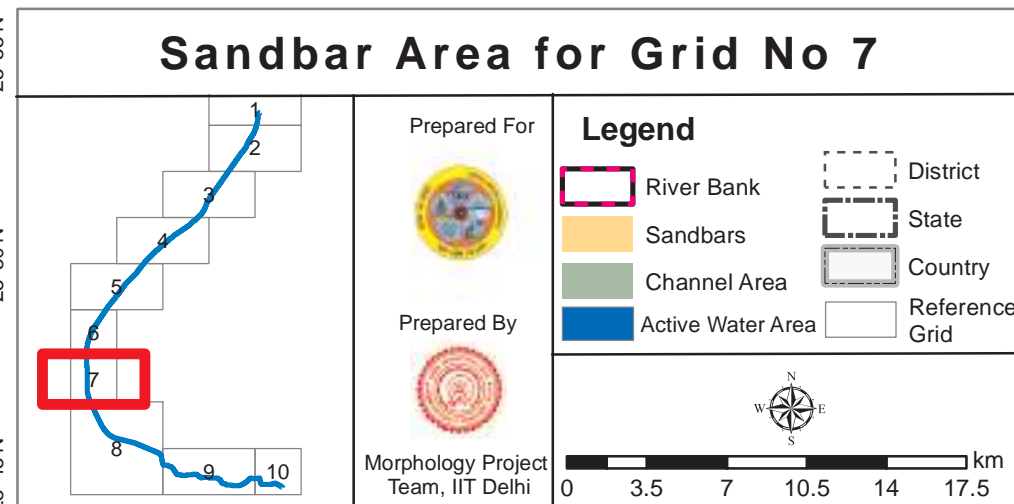 Sandbar Area for Grid No 7
1
2
3
4
5
6
7
8
9
10
Prepared For
Prepared By
Morphology Project
Team, IIT Delhi
Legend
River Bank
Sandbars
Channel Area
Active Water Area
District
State
Country
Reference
Grid
N
W
E
S
km
0 3.5 7 10.5 14 17.5